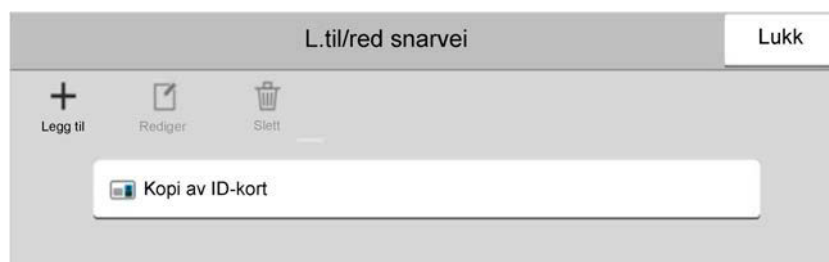 L.til/red snarvei
Lukk
Legg til
Rediger
Slett
Kopi av ID-kort